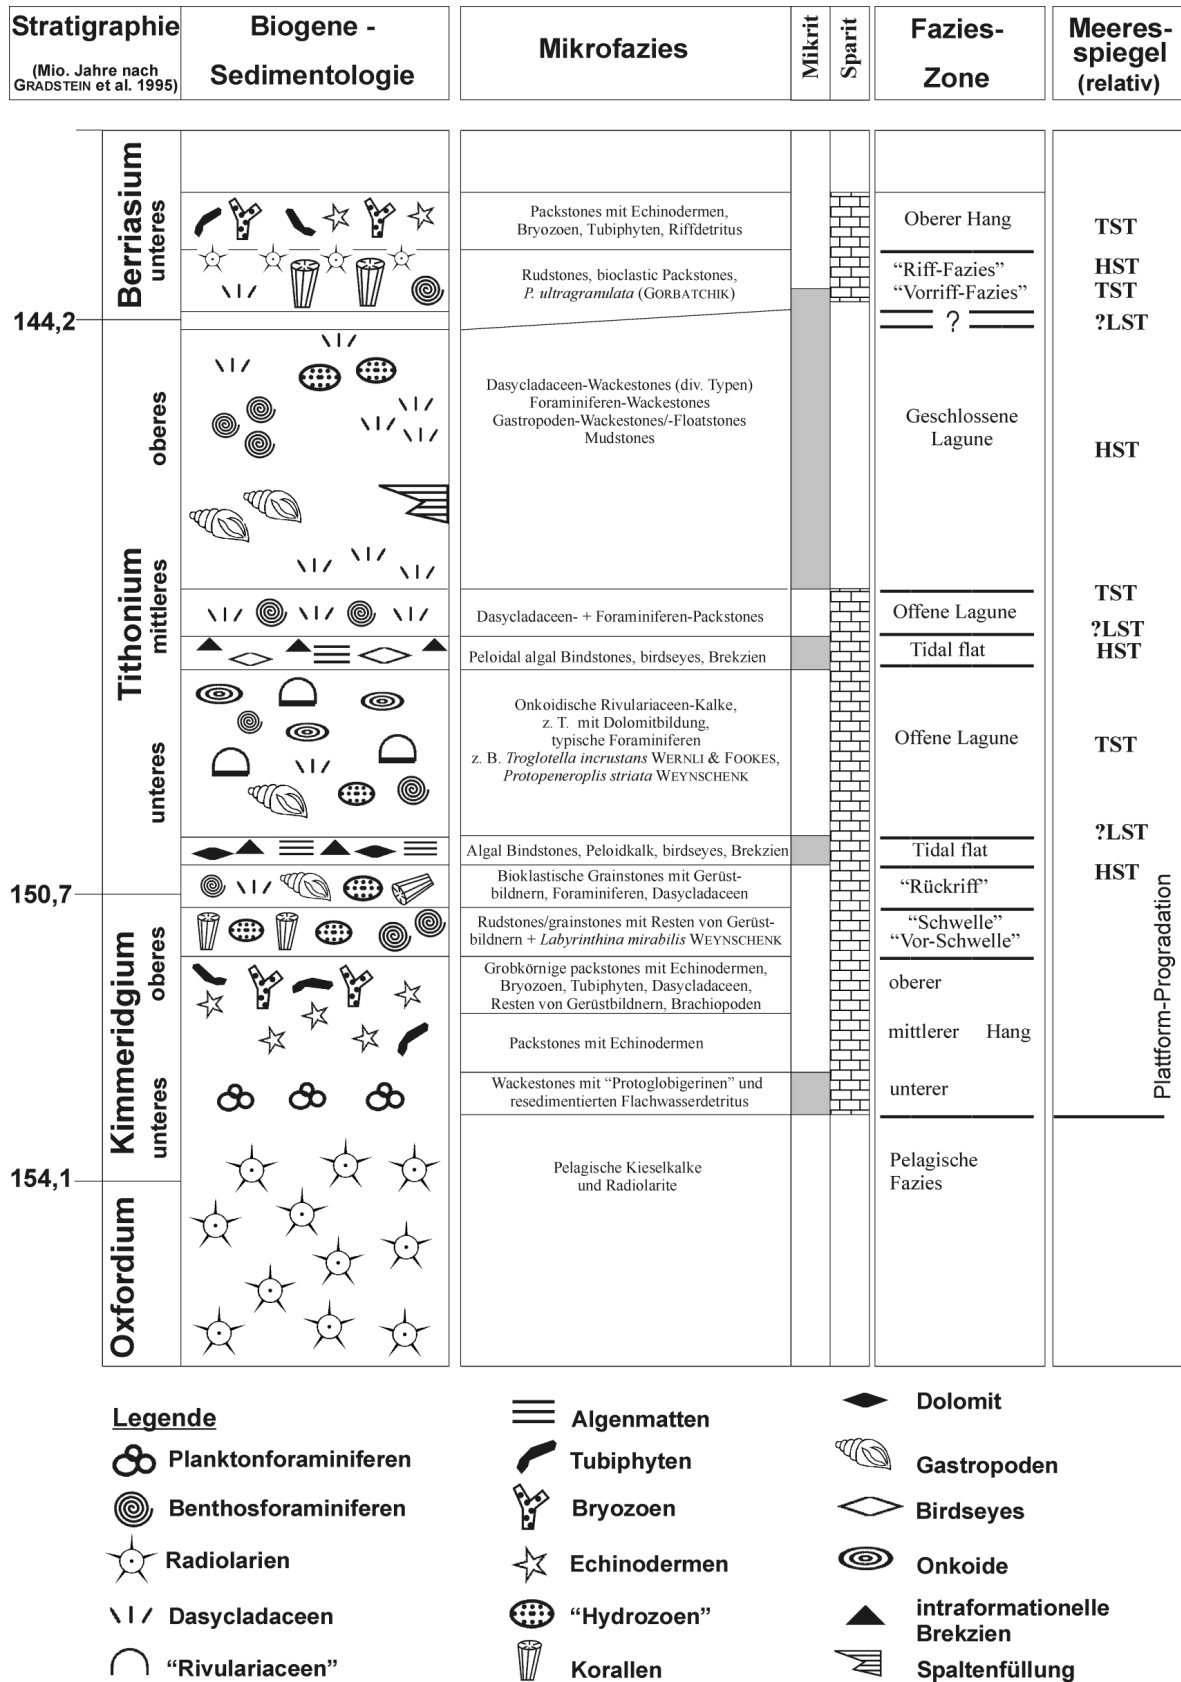 Stratigraphie
(Mio. Jahre nach
GRADSTEIN et al. 1995)
Biogene -
Sedimentologie
Mikrofazies
Mikrit
Sparit
Fazies-
Zone
Meeres-
spiegel
(relativ)
Berriasium
unteres
Packstones mit Echinodermen,
Bryozoen, Tubiphyten, Riffdetritus
Oberer Hang
TST
Rudstones, bioclastic Packstones,
P. ultragranulata (GORBATCHIK)
“Riff-Fazies”
“Vorriff-Fazies”
HST
TST
144,2
?
?LST
Tithonium
oberes
Dasycladaceen-Wackestones (div. Typen)
Foraminiferen-Wackestones
Gastropoden-Wackestones/-Floatstones
Mudstones
Geschlossene
Lagune
HST
mittleres
TST
Dasycladaceen- + Foraminiferen-Packstones
Offene Lagune
?LST
Peloidal algal Bindstones, birdseyes, Brekzien
Tidal flat
HST
unteres
Onkoidische Rivulariaceen-Kalke,
z. T. mit Dolomitbildung,
typische Foraminiferen
z. B. Troglotella incrustans WERNLI & FOOKES,
Protopeneroplis striata WEYNSCHENK
Offene Lagune
TST
?LST
Algal Bindstones, Peloidkalk, birdseyes, Brekzien
Tidal flat
HST
Bioklastische Grainstones mit Gerüst-
bildnern, Foraminiferen, Dasycladaceen
“Rückriff”
150,7
Kimmeridgium
oberes
Rudstones/grainstones mit Resten von Gerüst-
bildnern + Labyrinthina mirabilis WEYNSCHENK
“Schwelle”
“Vor-Schwelle”
Grobkörnige packstones mit Echinodermen,
Bryozoen, Tubiphyten, Dasycladaceen,
Resten von Gerüstbildnern, Brachiopoden
oberer
Packstones mit Echinodermen
mittlerer Hang
Plattform-Progradation
unteres
Wackestones mit “Protoglobigerinen” und
resedimentierten Flachwasserdetritus
unterer
154,1
Pelagische Kieselkalke
und Radiolarite
Pelagische
Fazies
Oxfordium
Legende
Planktonforaminiferen
Benthosforaminiferen
Radiolarien
Dasycladaceen
“Rivulariaceen”
Algenmatten
Tubiphyten
Bryozoen
Echinodermen
“Hydrozoen”
Korallen
Dolomit
Gastropoden
Birdseyes
Onkoide
intraformationelle
Brekzien
Spaltenfüllung